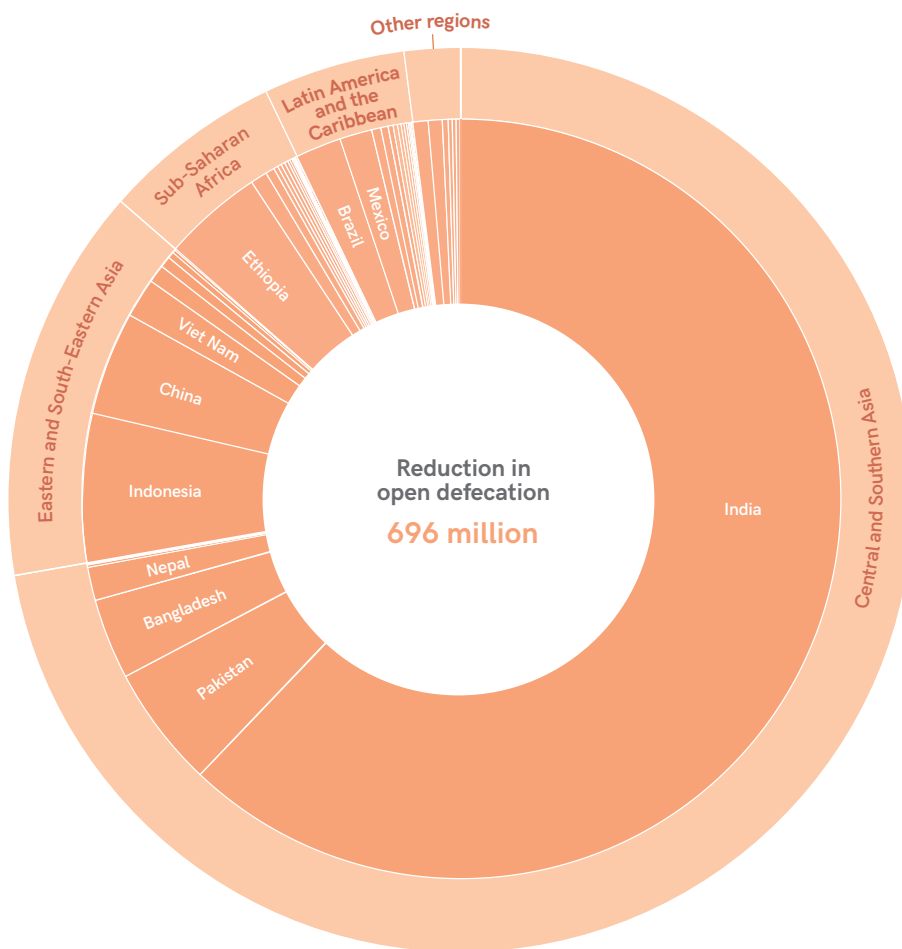 Other regions
Latin America
and the
Caribbean
Sub-Saharan
Africa
Eastern and South-Eastern Asia
Central and Southern Asia
Brazil
Mexico
Ethiopia
Viet Nam
China
Indonesia
Nepal
Bangladesh
Pakistan
India
Reduction in
open defecation
696 million